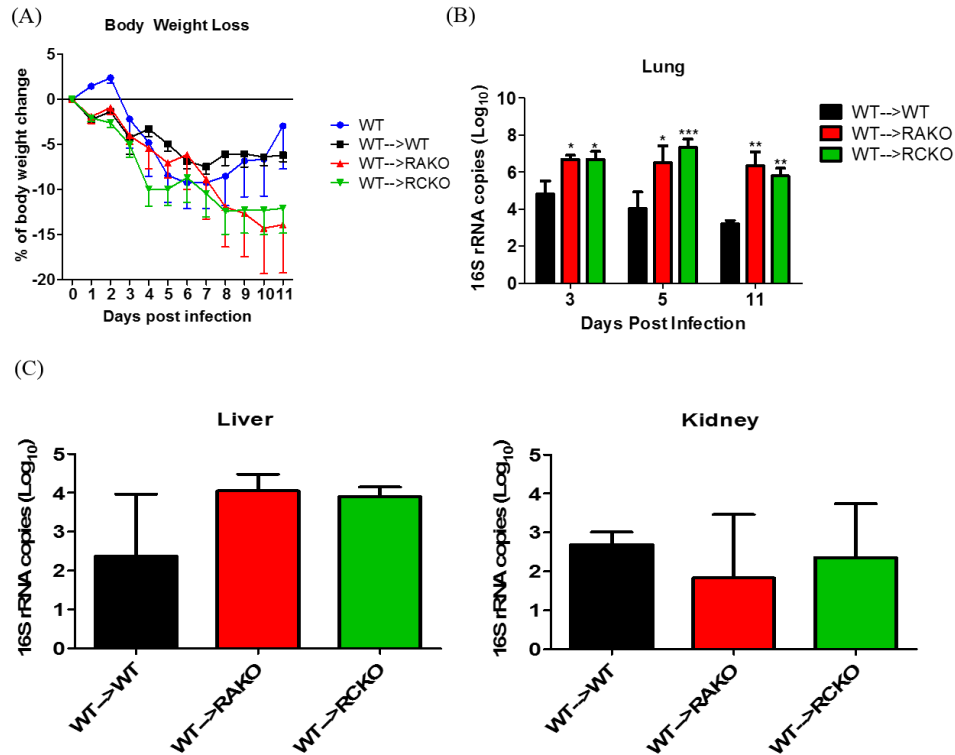 (A)
Body Weight Loss
% of body weight change
5
0
-5
-10
-15
-20
0 1 2 3 4 5 6 7 8 9 10 11
Days post infection
WT
WT-->WT
WT-->RAKO
WT-->RCKO
(B)
Lung
16S rRNA copies (Log10)
10
8
6
4
2
0
* * * *** ** **
3 5 11
Days Post Infection
WT-->WT
WT-->RAKO
WT-->RCKO
(C)
Liver
16S rRNA copies (Log10)
5
4
3
2
1
0
WT-->WT
WT-->RAKO
WT-->RCKO
Kidney
16S rRNA copies (Log10)
5
4
3
2
1
0
WT-->WT
WT-->RAKO
WT-->RCKO